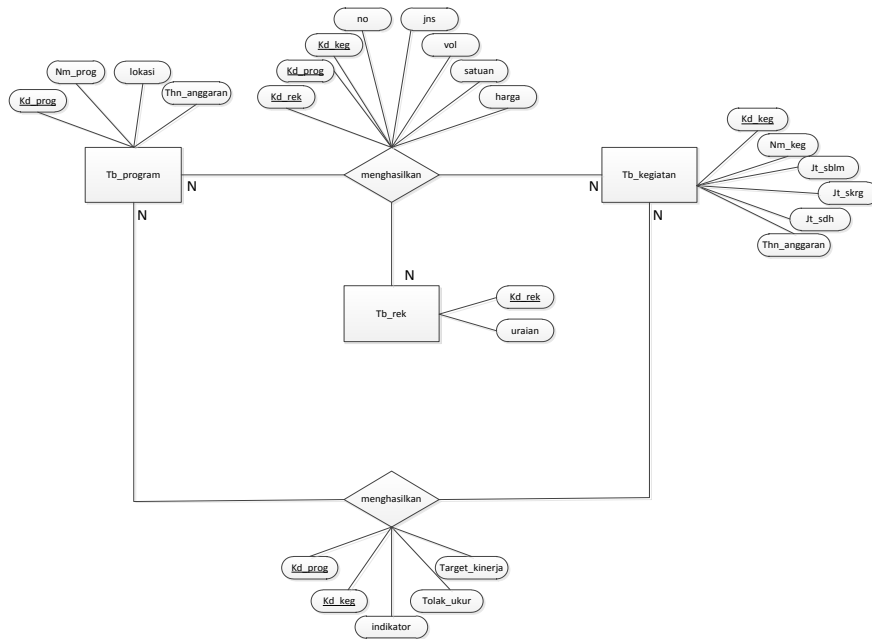 no
jns
Kd_keg
vol
Nm_prog
lokasi
Kd_prog
satuan
Kd_prog
Thn_anggaran
Kd_rek
harga
Kd_keg
Nm_keg
Jt_sblm
Tb_program
N
menghasilkan
N
Tb_kegiatan
Jt_skrg
N
N
Jt_sdh
Thn_anggaran
N
Tb_rek
Kd_rek
uraian
menghasilkan
Kd_prog
Target_kinerja
Kd_keg
Tolak_ukur
indikator